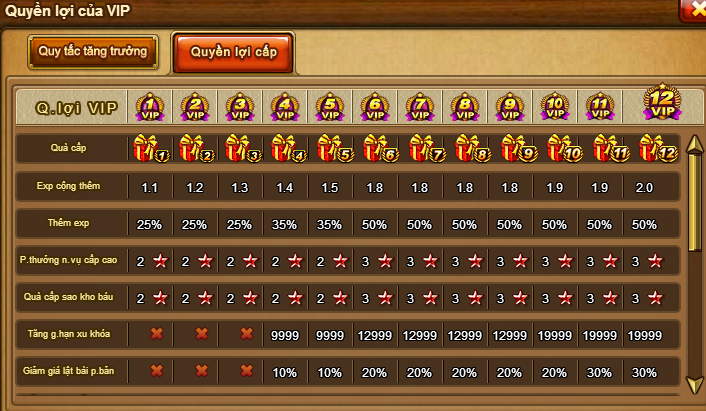 Quyền lợi của VIP
Quy tắc tăng trưởng Quyền lợi cấp
Q.lợi VIP 1 VIP 2 VIP 3 VIP 4 VIP 5 VIP 6 VIP 7 VIP 8 VIP 9 VIP 10 VIP 11 VIP 12 VIP
Quà cấp 1 2 3 4 5 6 7 8 9 10 11 12
Exp cộng thêm 1.1 1.2 1.3 1.4 1.5 1.8 1.8 1.8 1.8 1.9 1.9 2.0
Thêm exp 25% 25% 25% 35% 35% 50% 50% 50% 50% 50% 50% 50%
P.thưởng n.vụ cấp cao 2 2 2 2 2 3 3 3 3 3 3 3
Quà cấp sao kho báu 2 2 2 2 2 3 3 3 3 3 3 3
Tăng g.hạn xu khóa 9999 9999 12999 12999 12999 12999 19999 19999 19999
Giảm giá lật bài p.bản 10% 10% 20% 20% 20% 20% 20% 30% 30%